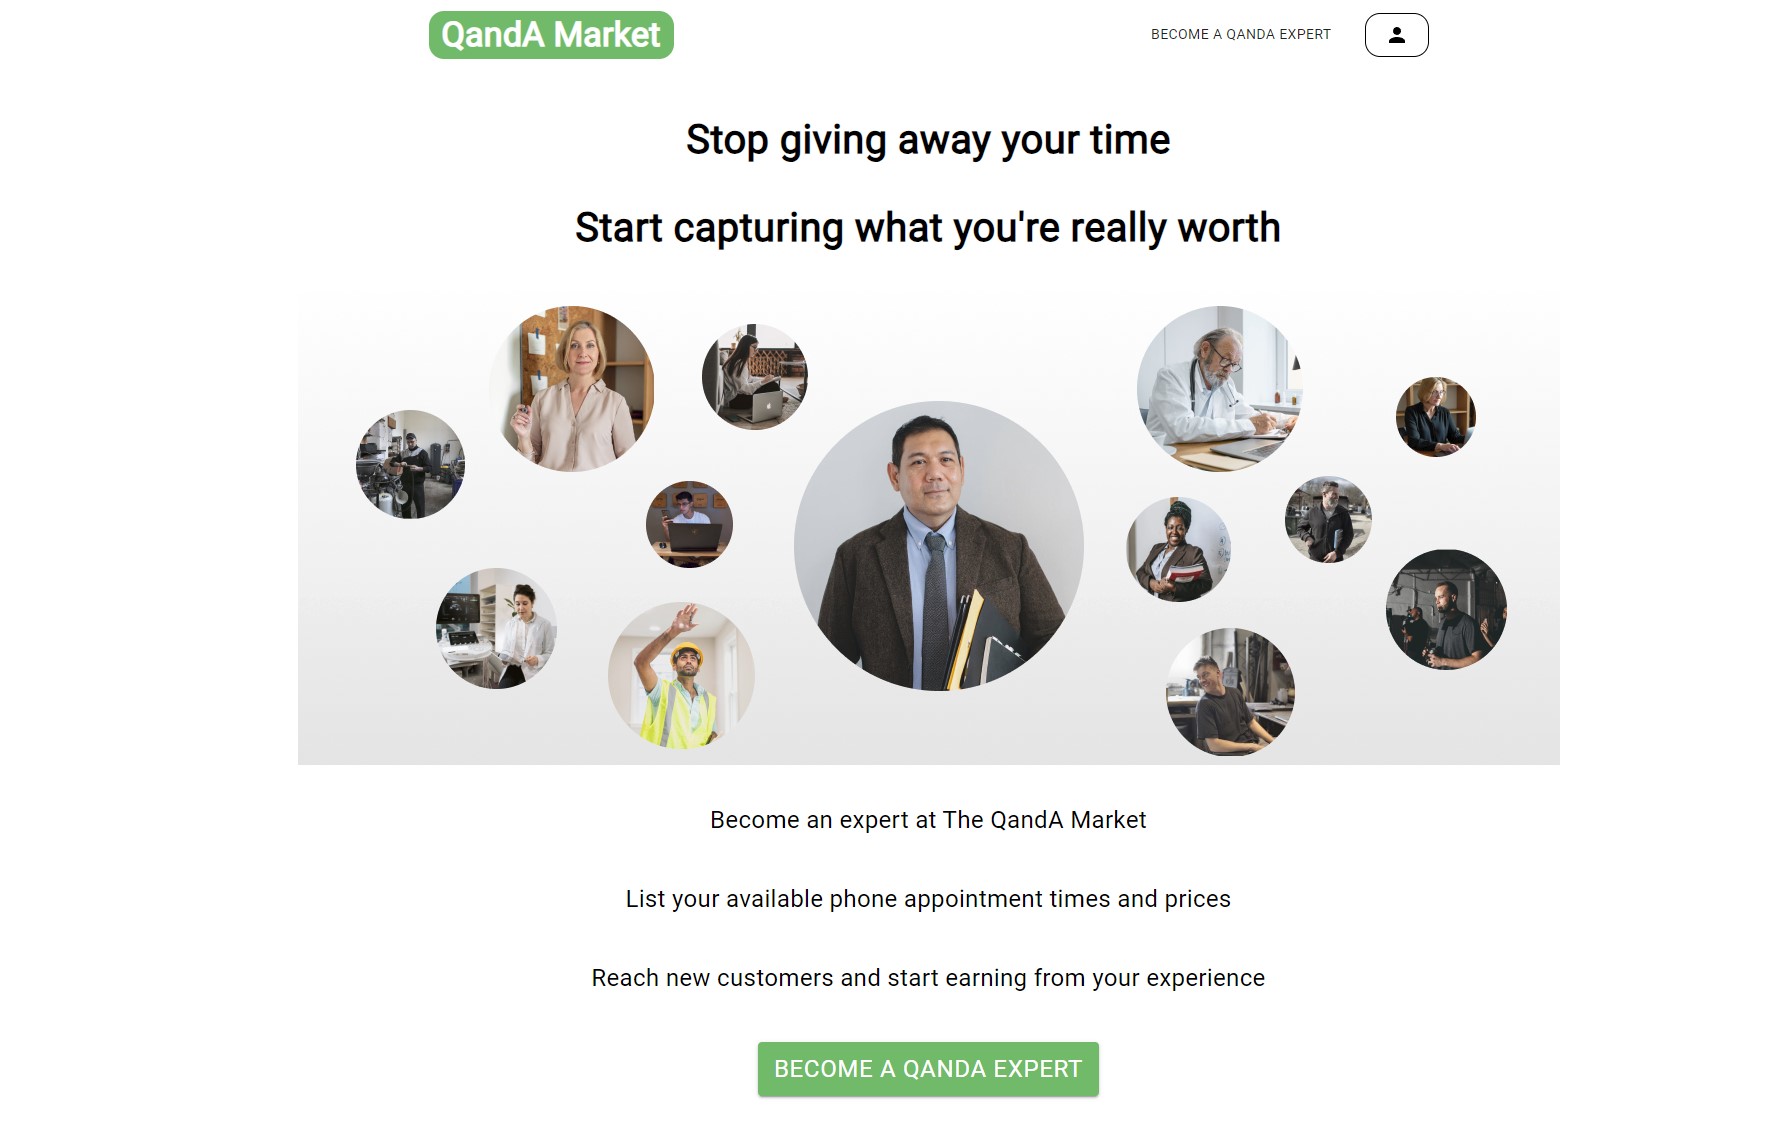 QandA Market
BECOME A QANDA EXPERT
Stop giving away your time
Start capturing what you're really worth
Become an expert at The QandA Market
List your available phone appointment times and prices
Reach new customers and start earning from your experience
BECOME A QANDA EXPERT